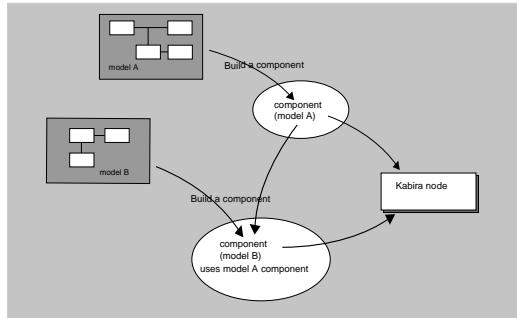 model A
Build a component
component
(model A)
model B
Kabira node
Build a component
component
(model B)
uses model A component